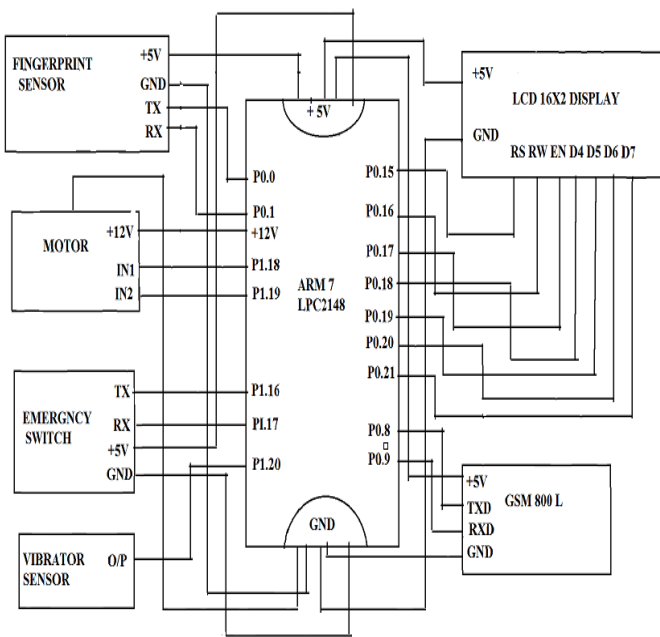 FINGERPRINT
SENSOR
+5V
GND
TX
RX
MOTOR
+12V
IN1
IN2
EMERGNCY
SWITCH
TX
RX
+5V
GND
VIBRATOR
SENSOR
O/P
+ 5V
P0.0
P0.1
+12V
P1.18
P1.19
P1.16
PI.17
P1.20
ARM 7
LPC2148
GND
P0.15
P0.16
P0.17
P0.18
P0.19
P0.20
P0.21
P0.8
P0.9
+5V
LCD 16X2 DISPLAY
GND
RS RW EN D4 D5 D6 D7
+5V
GSM 800 L
TXD
RXD
GND